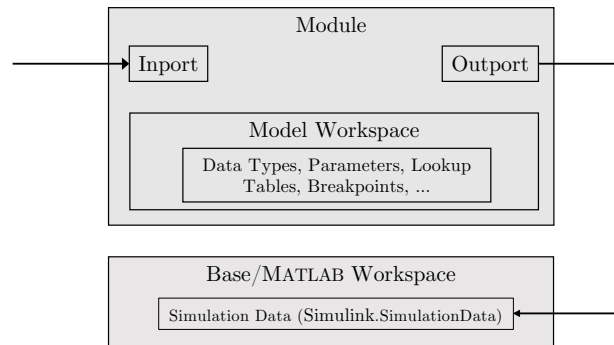 Module
Inport
Outport
Model Workspace
Data Types, Parameters, Lookup
Tables, Breakpoints, ...
Base/MATLAB Workspace
Simulation Data (Simulink.SimulationData)